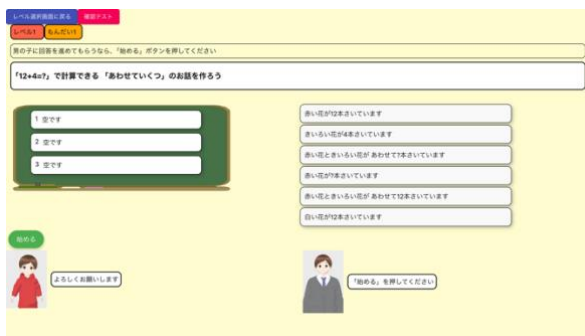 レベル選択画面に戻る
確認テスト
レベル1
もんだい1
男の子に回答を進めてもらうなら、「始める」ボタンを押してください
「12+4=?」で計算できる 「あわせていくつ」のお話を作ろう
1 空です
2 空です
3 空です
赤い花が12本さいています
きいろい花が4本さいています
赤い花ときいろい花が あわせて?本さいています
赤い花が?本さいています
赤い花ときいろい花が あわせて12本さいています
白い花が12本さいています
始める
よろしくお願いします
「始める」を押してください